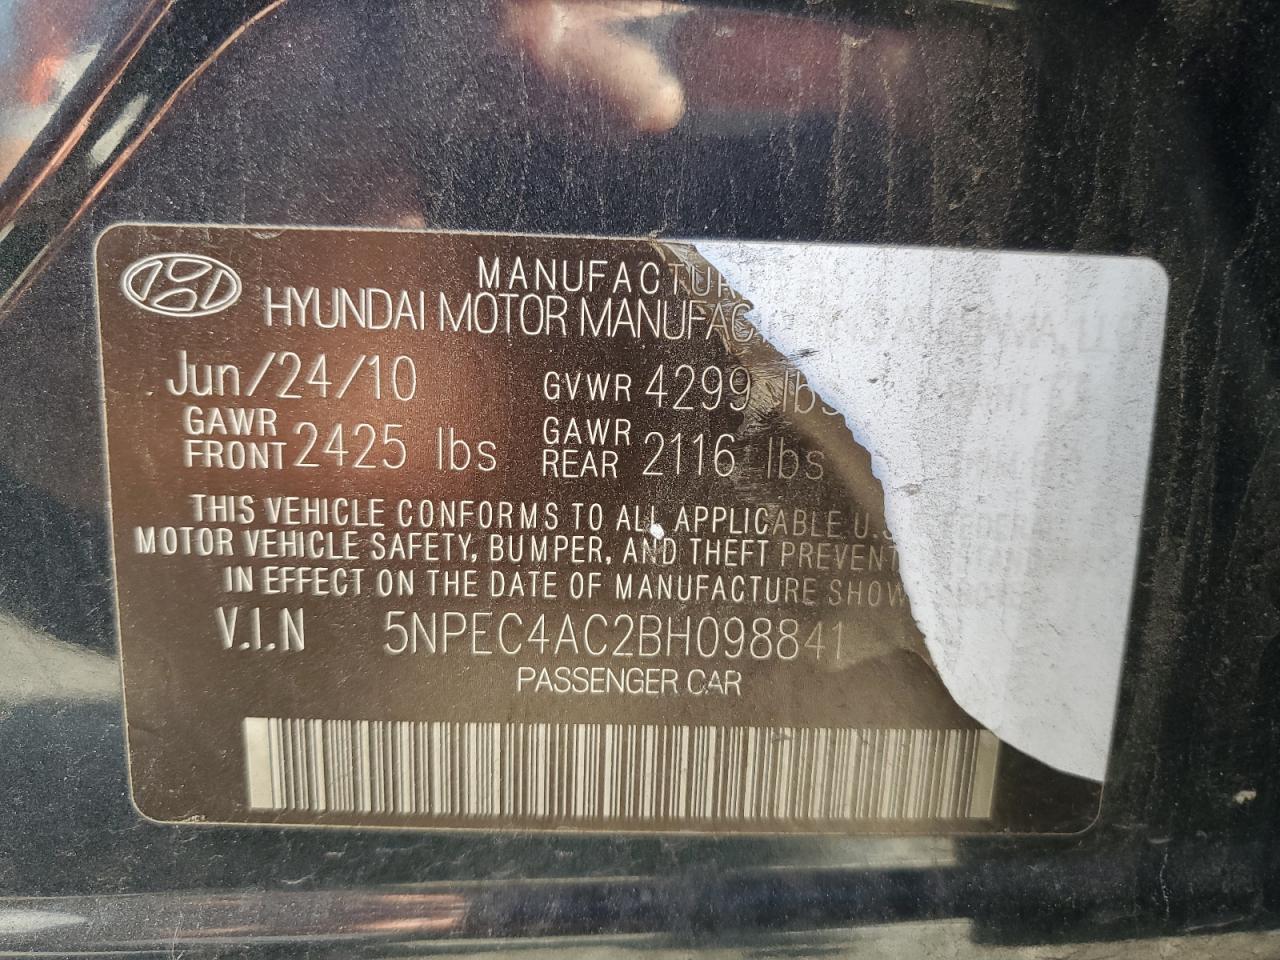 MANUFACTUR
HYUNDAI MOTOR MANUFAC
Jun/24/10 GVWR 4299 lbs
GAWR FRONT 2425 lbs GAWR REAR 2116 lbs
THIS VEHICLE CONFORMS TO ALL APPLICABLE U.S
MOTOR VEHICLE SAFETY, BUMPER, AND THEFT PREVENT
IN EFFECT ON THE DATE OF MANUFACTURE SHOW
V.I.N 5NPEC4AC2BH098841
PASSENGER CAR